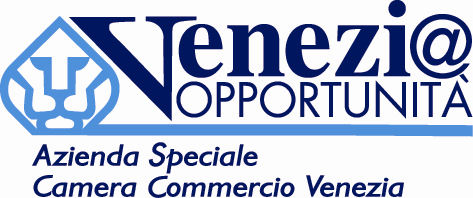 Venezi@
OPPORTUNITÀ
Azienda Speciale
Camera Commercio Venezia